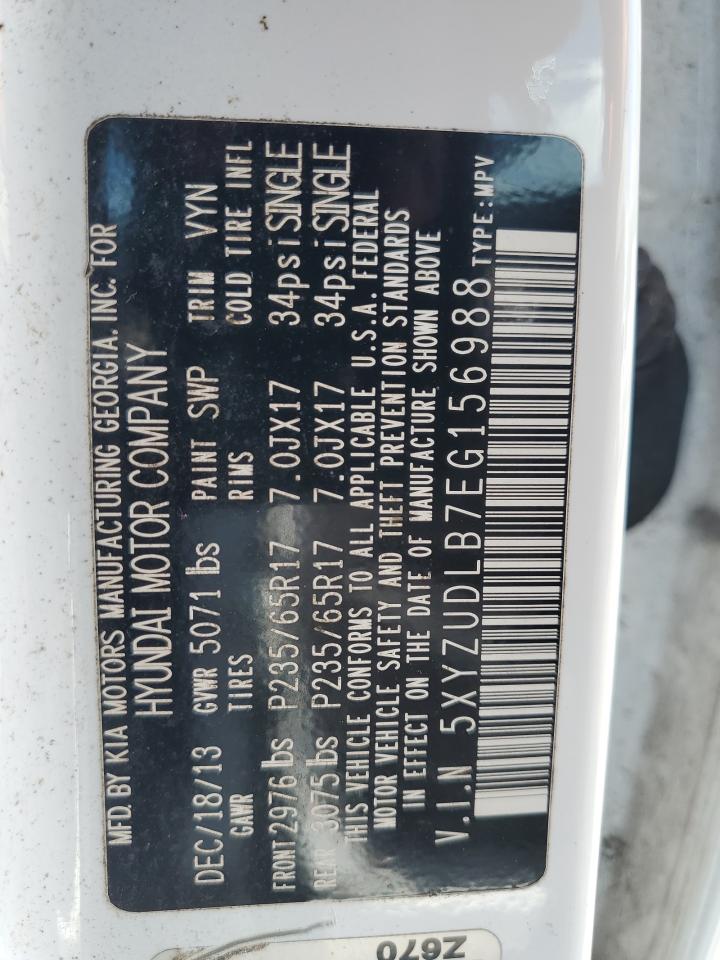 MFD. BY KIA MOTORS MANUFACTURING GEORGIA. INC. FOR
HYUNDAI MOTOR COMPANY
DEC/18/13 GVWR 5071 lbs PAINT SWP TRIM VYN
GAWR TIRES RIMS COLD TIRE INFL
FRONT 2976 lbs P235/65R17 7.0JX17 34psi SINGLE
REAR 3075 lbs P235/65R17 7.0JX17 34psi SINGLE
THIS VEHICLE CONFORMS TO ALL APPLICABLE U.S.A. FEDERAL
MOTOR VEHICLE SAFETY AND THEFT PREVENTION STANDARDS
IN EFFECT ON THE DATE OF MANUFACTURE SHOWN ABOVE
V.I.N 5XYZUDLB7EG156988 TYPE:MPV
Z670